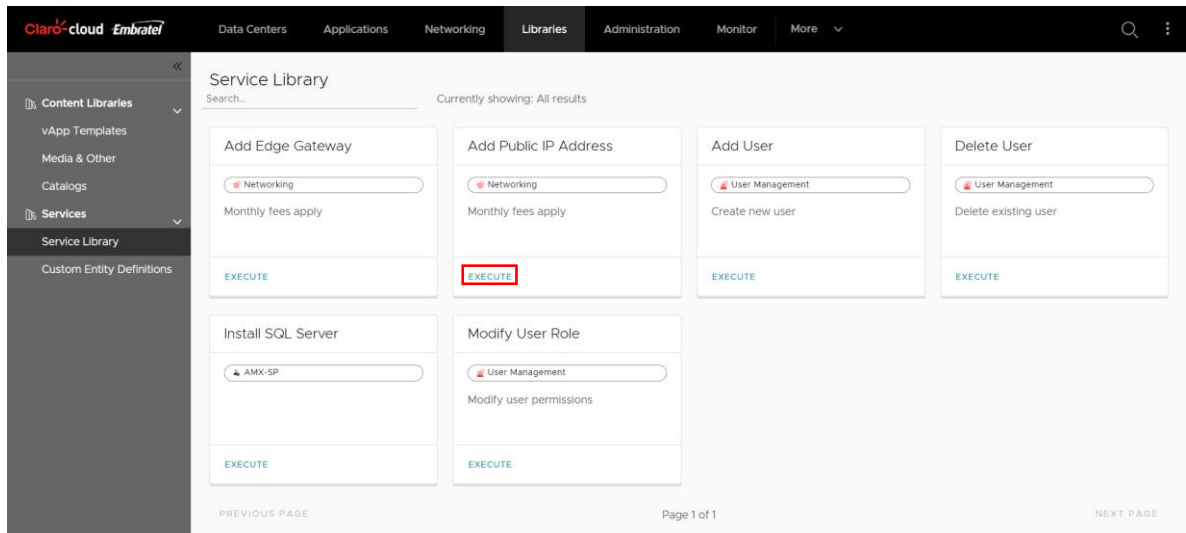 Claro-cloud Embratel
Data Centers Applications Networking Libraries Administration Monitor More
Content Libraries
vApp Templates
Media & Other
Catalogs
Services
Service Library
Custom Entity Definitions
Service Library
Search... Currently showing: All results
Add Edge Gateway
Networking
Monthly fees apply
EXECUTE
Add Public IP Address
Networking
Monthly fees apply
EXECUTE
Add User
User Management
Create new user
EXECUTE
Delete User
User Management
Delete existing user
EXECUTE
Install SQL Server
AMX-SP
EXECUTE
Modify User Role
User Management
Modify user permissions
EXECUTE
PREVIOUS PAGE Page 1 of 1 NEXT PAGE